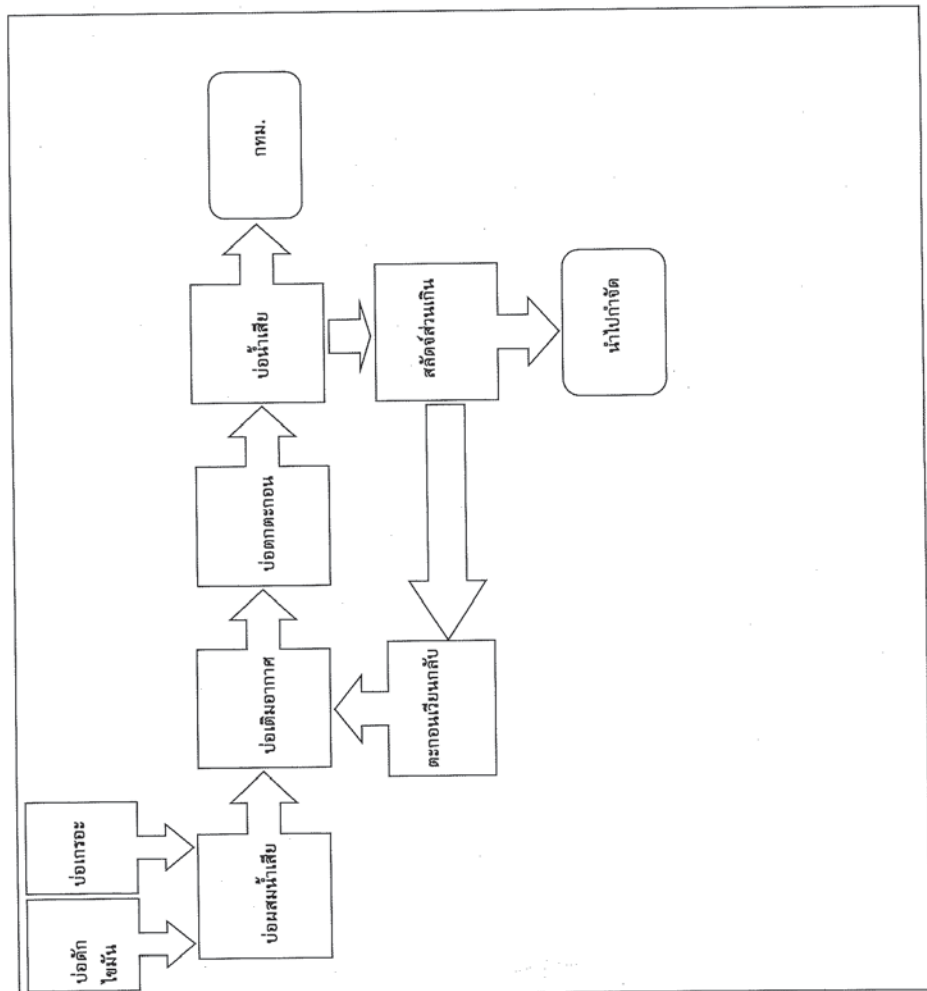 บ่อดัก
ไขมัน
บ่อเกรอะ
บ่อผสมน้ำเสีย
บ่อเติมอากาศ
บ่อตกตะกอน
บ่อน้ำเสีย
กทม.
สลัดจ์ส่วนเกิน
ตะกอนเวียนกลับ
นำไปกำจัด